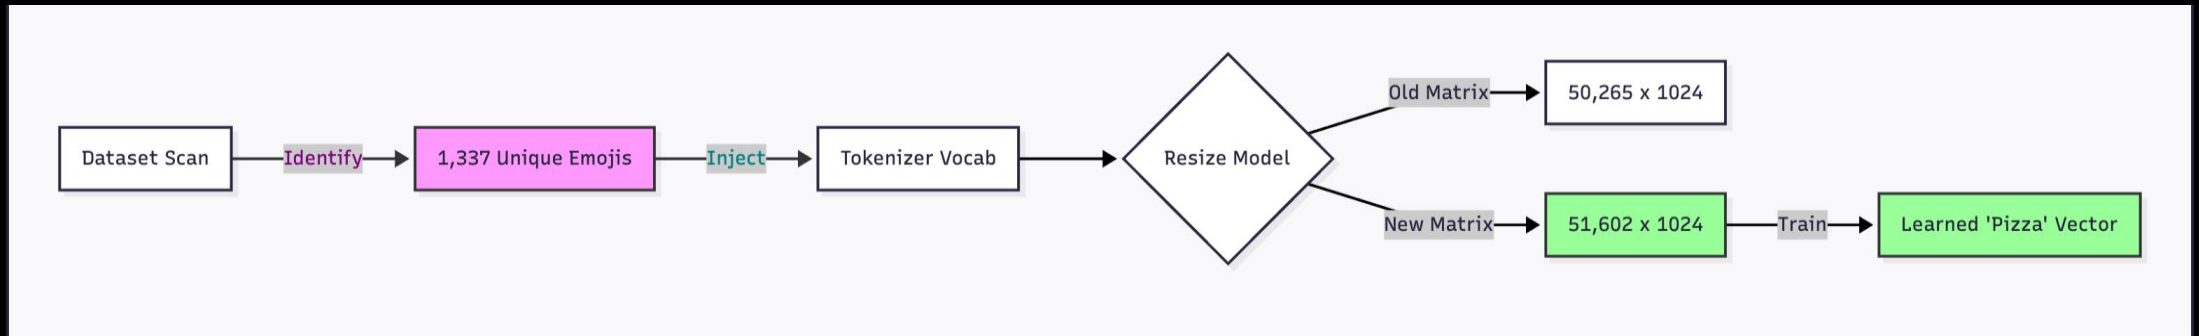 Dataset Scan
Identify
1,337 Unique Emojis
Inject
Tokenizer Vocab
Resize Model
Old Matrix
50,265 x 1024
New Matrix
51,602 x 1024
Train
Learned 'Pizza' Vector